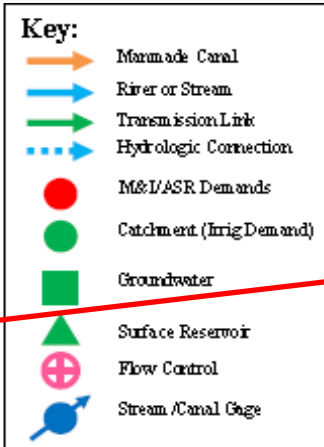 Key:
Manmade Canal
River or Stream
Transmission Link
Hydrologic Connection
M&I/ASR Demands
Catchment (Irrig Demand)
Groundwater
Surface Reservoir
Flow Control
Stream /Canal Gage